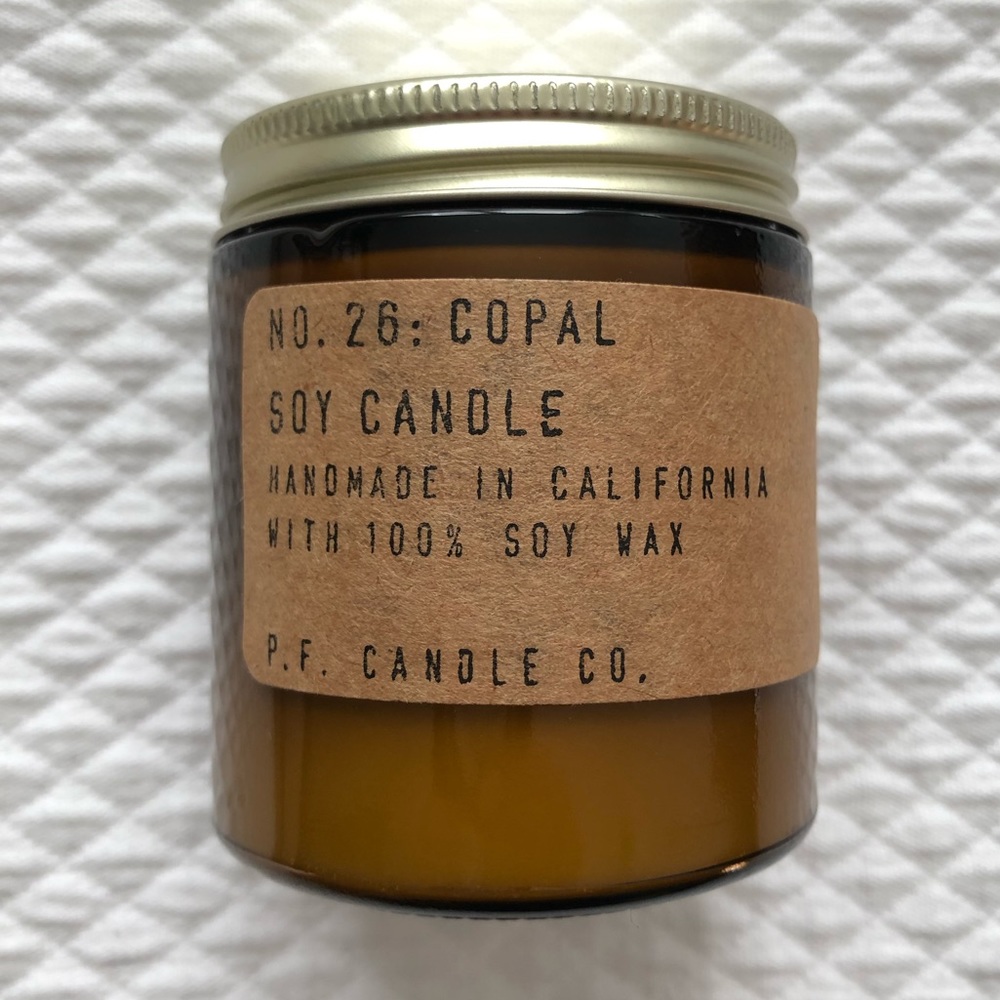 NO. 26: COPAL
SOY CANDLE
HANDMADE IN CALIFORNIA
WITH 100% SOY WAX
P.F. CANDLE CO.